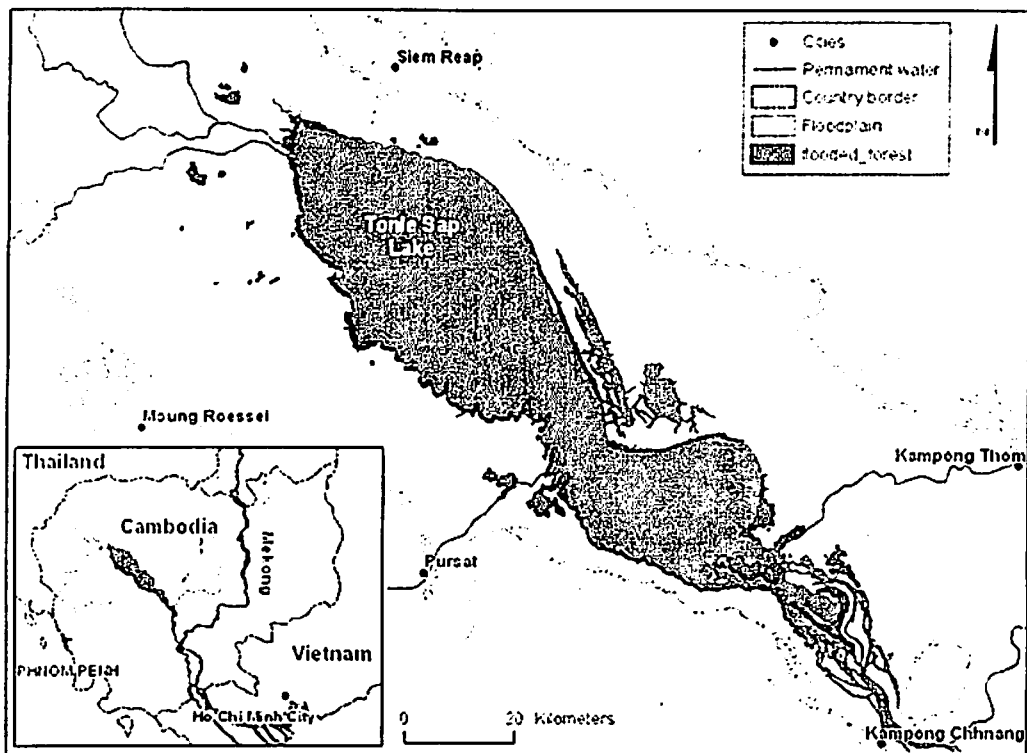 Siem Reap
Cities
Permament water
Country border
Floodplain
flooded_forest
Tonle Sap
Lake
Moung Roessel
Kampong Thom
Pursat
Kampong Chhnang
0 20 Kilometers
Thailand
Cambodia
Mekong
Vietnam
PHNOM PENH
Ho Chi Minh City